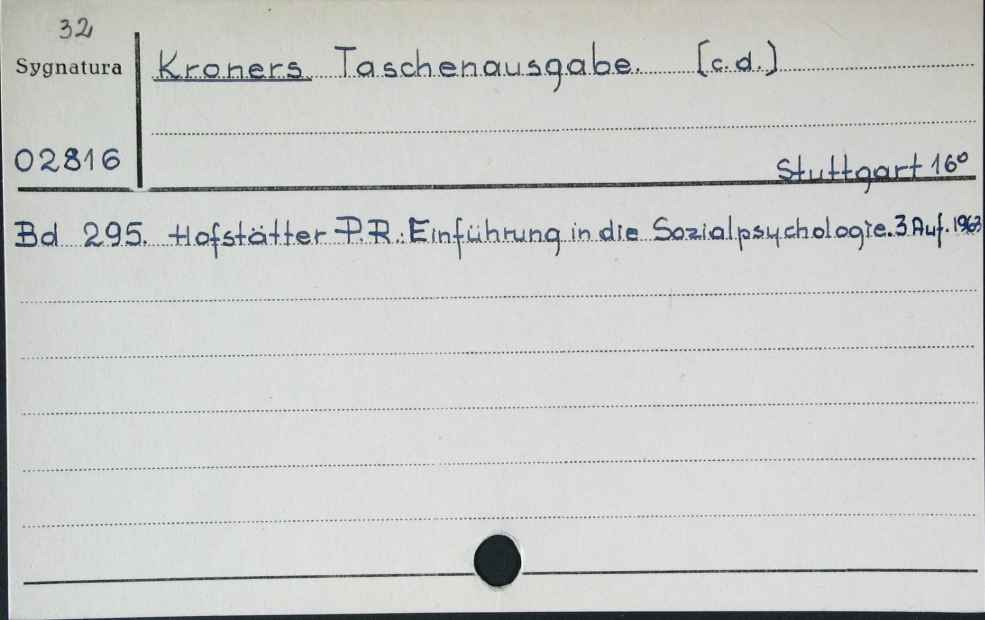 32
Sygnatura
Kroners Taschenausgabe. [c.d.]
02816
Stuttgart 16°
Bd 295. Hofstätter P.R.: Einführung in die Sozialpsychologie. 3 Auf. 1963